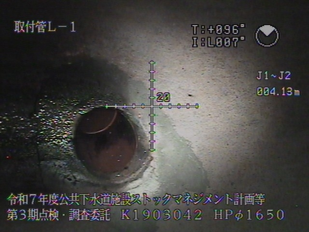 取付管L-1
T:+096°
I:L007°
20
J1~J2
004.13m
令和7年度公共下水道施設ストックマネジメント計画等
第3期点検・調査委託 K1903042 HPφ1650